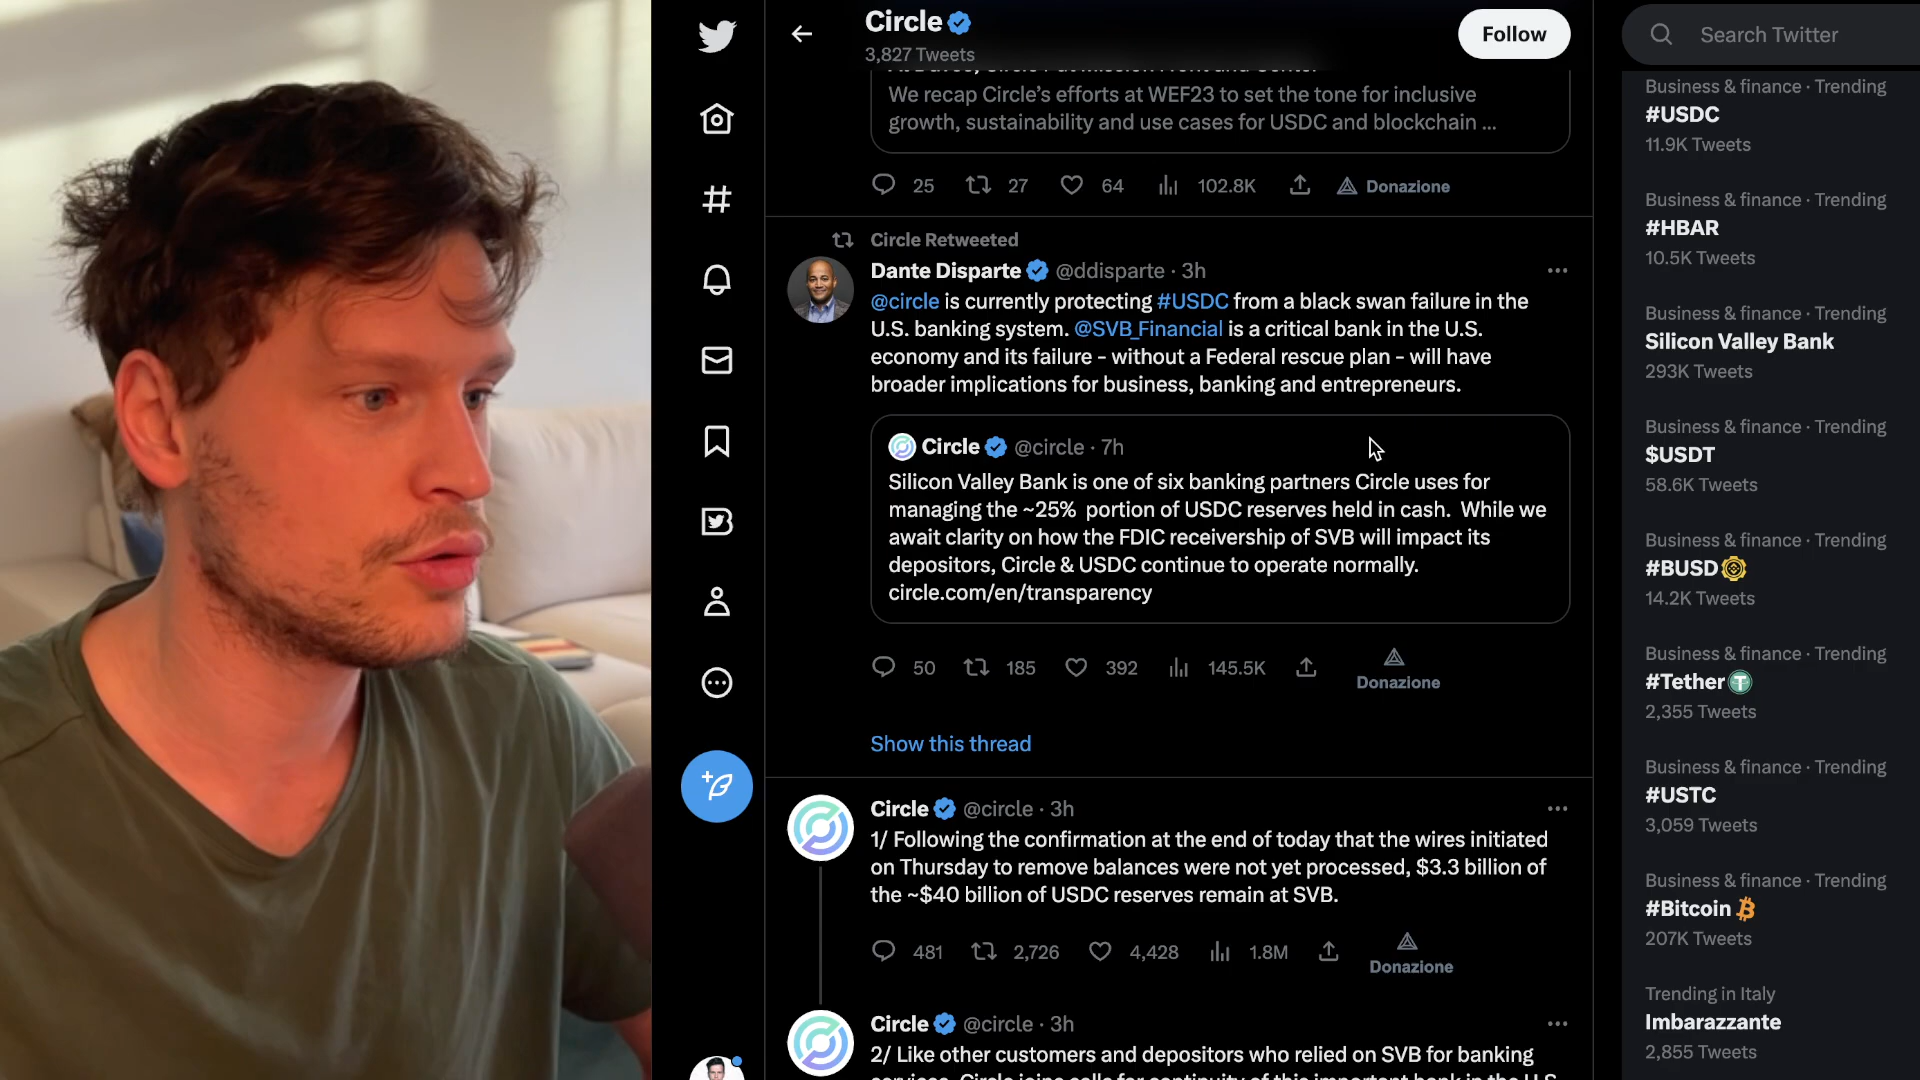 Circle
3,827 Tweets
Follow
Search Twitter
We recap Circle's efforts at WEF23 to set the tone for inclusive
growth, sustainability and use cases for USDC and blockchain ...
25 27 64 102.8K Donazione
Circle Retweeted
Dante Disparte @ddisparte · 3h
@circle is currently protecting #USDC from a black swan failure in the
U.S. banking system. @SVB_Financial is a critical bank in the U.S.
economy and its failure - without a Federal rescue plan - will have
broader implications for business, banking and entrepreneurs.
Circle @circle · 7h
Silicon Valley Bank is one of six banking partners Circle uses for
managing the ~25% portion of USDC reserves held in cash. While we
await clarity on how the FDIC receivership of SVB will impact its
depositors, Circle & USDC continue to operate normally.
circle.com/en/transparency
50 185 392 145.5K Donazione
Show this thread
Circle @circle · 3h
1/ Following the confirmation at the end of today that the wires initiated
on Thursday to remove balances were not yet processed, $3.3 billion of
the ~$40 billion of USDC reserves remain at SVB.
481 2,726 4,428 1.8M Donazione
Circle @circle · 3h
2/ Like other customers and depositors who relied on SVB for banking
Business & finance · Trending
#USDC
11.9K Tweets
Business & finance · Trending
#HBAR
10.5K Tweets
Business & finance · Trending
Silicon Valley Bank
293K Tweets
Business & finance · Trending
$USDT
58.6K Tweets
Business & finance · Trending
#BUSD
14.2K Tweets
Business & finance · Trending
#Tether
2,355 Tweets
Business & finance · Trending
#USTC
3,059 Tweets
Business & finance · Trending
#Bitcoin
207K Tweets
Trending in Italy
Imbarazzante
2,855 Tweets